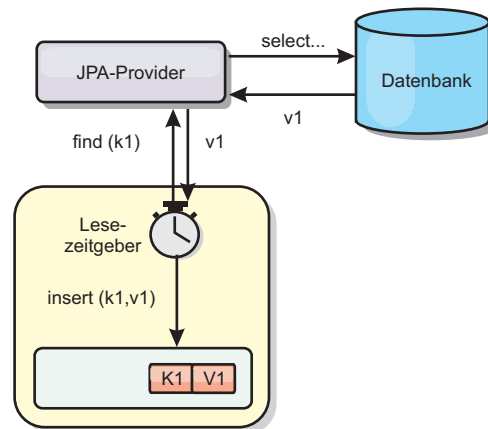 select...
JPA-Provider
Datenbank
v1
find (k1)
v1
Lese-
zeitgeber
insert (k1,v1)
K1 V1